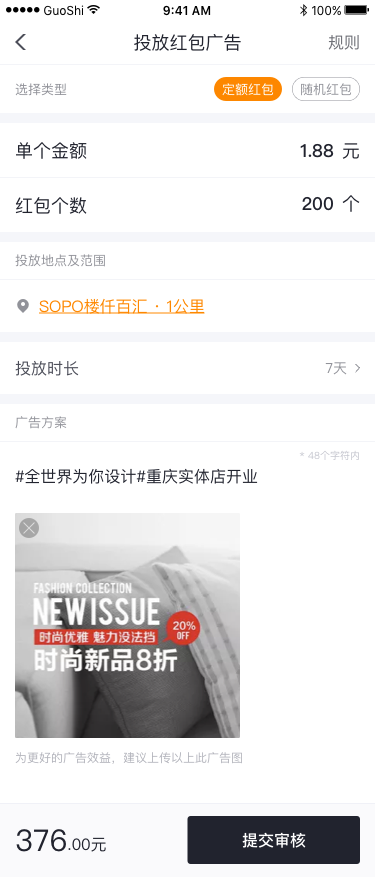 GuoShi 9:41 AM 100%
投放红包广告 规则
选择类型 定额红包 随机红包
单个金额 1.88 元
红包个数 200 个
投放地点及范围
SOPO楼仟百汇 · 1公里
投放时长 7天
广告方案
* 48个字符内
#全世界为你设计#重庆实体店开业
FASHION COLLECTION
NEW ISSUE
时尚优雅 魅力没法挡
20%
OFF
时尚新品8折
为更好的广告效益，建议上传以上此广告图
376.00元 提交审核